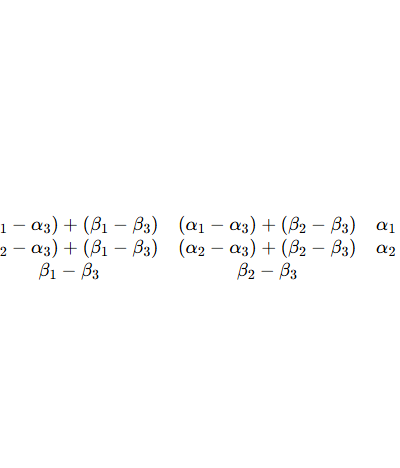 ₁ − α₃) + (β₁ − β₃) (α₁ − α₃) + (β₂ − β₃) α₁
₂ − α₃) + (β₁ − β₃) (α₂ − α₃) + (β₂ − β₃) α₂
β₁ − β₃ β₂ − β₃